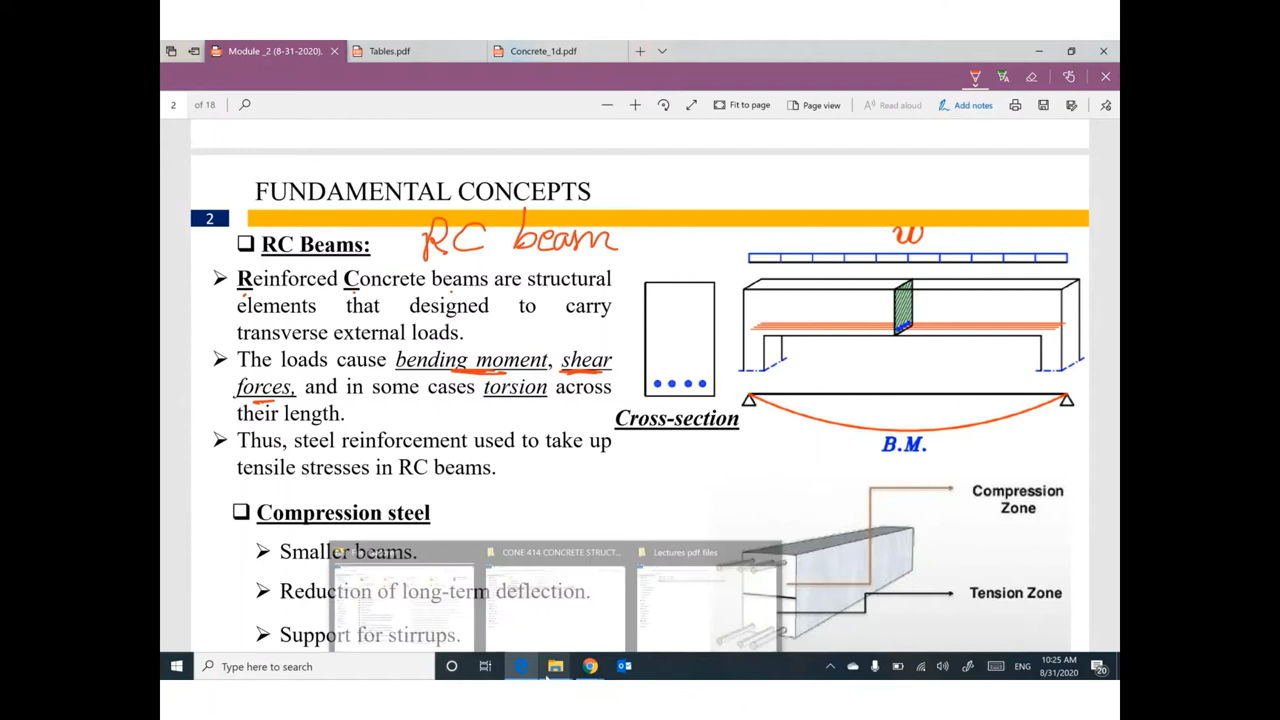 Module _2 (8-31-2020).
Tables.pdf
Concrete_1d.pdf
2 of 18
Fit to page
Page view
Read aloud
Add notes
FUNDAMENTAL CONCEPTS
2
RC beam
RC Beams:
Reinforced Concrete beams are structural
elements that designed to carry
transverse external loads.
The loads cause bending moment, shear
forces, and in some cases torsion across
their length.
Thus, steel reinforcement used to take up
tensile stresses in RC beams.
w
Cross-section
B.M.
Compression steel
Smaller beams.
Reduction of long-term deflection.
Support for stirrups.
Compression
Zone
Tension Zone
CONE 414 CONCRETE STRUCT...
Lectures pdf files
Type here to search
ENG
10:25 AM
8/31/2020
20